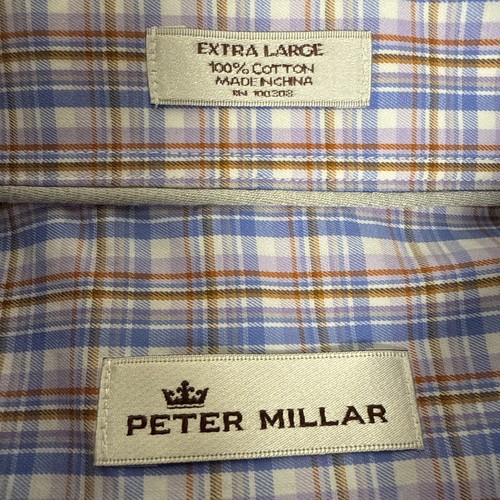 EXTRA LARGE
100% COTTON
MADE IN CHINA
RN 100308
PETER MILLAR